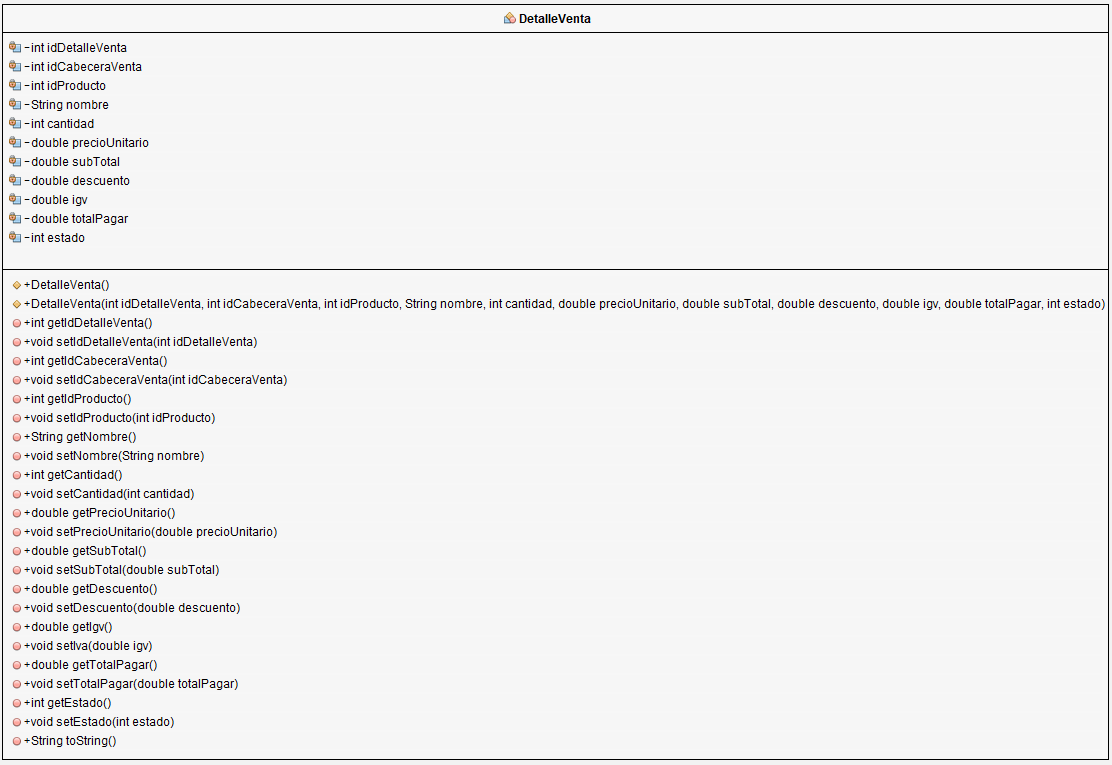 DetalleVenta
-int idDetalleVenta
-int idCabeceraVenta
-int idProducto
-String nombre
-int cantidad
-double precioUnitario
-double subTotal
-double descuento
-double igv
-double totalPagar
-int estado
+DetalleVenta()
+DetalleVenta(int idDetalleVenta, int idCabeceraVenta, int idProducto, String nombre, int cantidad, double precioUnitario, double subTotal, double descuento, double igv, double totalPagar, int estado)
+int getIdDetalleVenta()
+void setIdDetalleVenta(int idDetalleVenta)
+int getIdCabeceraVenta()
+void setIdCabeceraVenta(int idCabeceraVenta)
+int getIdProducto()
+void setIdProducto(int idProducto)
+String getNombre()
+void setNombre(String nombre)
+int getCantidad()
+void setCantidad(int cantidad)
+double getPrecioUnitario()
+void setPrecioUnitario(double precioUnitario)
+double getSubTotal()
+void setSubTotal(double subTotal)
+double getDescuento()
+void setDescuento(double descuento)
+double getIgv()
+void setIva(double igv)
+double getTotalPagar()
+void setTotalPagar(double totalPagar)
+int getEstado()
+void setEstado(int estado)
+String toString()